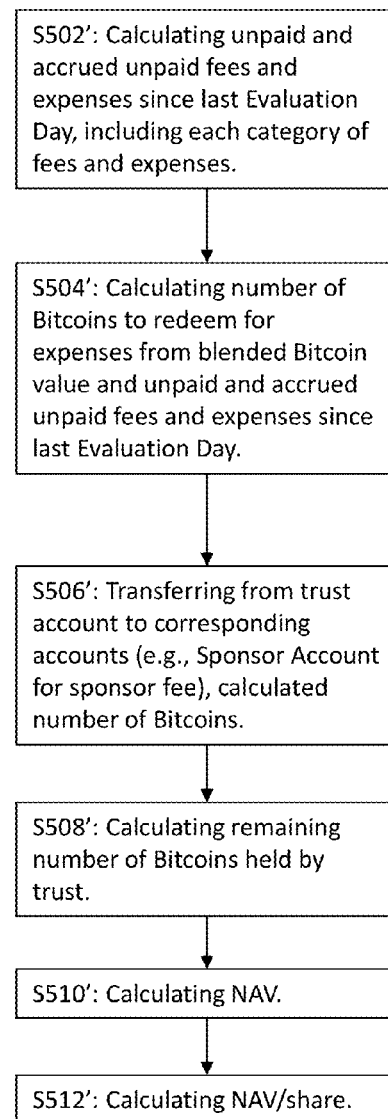 S502': Calculating unpaid and
accrued unpaid fees and
expenses since last Evaluation
Day, including each category of
fees and expenses.
S504': Calculating number of
Bitcoins to redeem for
expenses from blended Bitcoin
value and unpaid and accrued
unpaid fees and expenses since
last Evaluation Day.
S506': Transferring from trust
account to corresponding
accounts (e.g., Sponsor Account
for sponsor fee), calculated
number of Bitcoins.
S508': Calculating remaining
number of Bitcoins held by
trust.
S510': Calculating NAV.
S512': Calculating NAV/share.